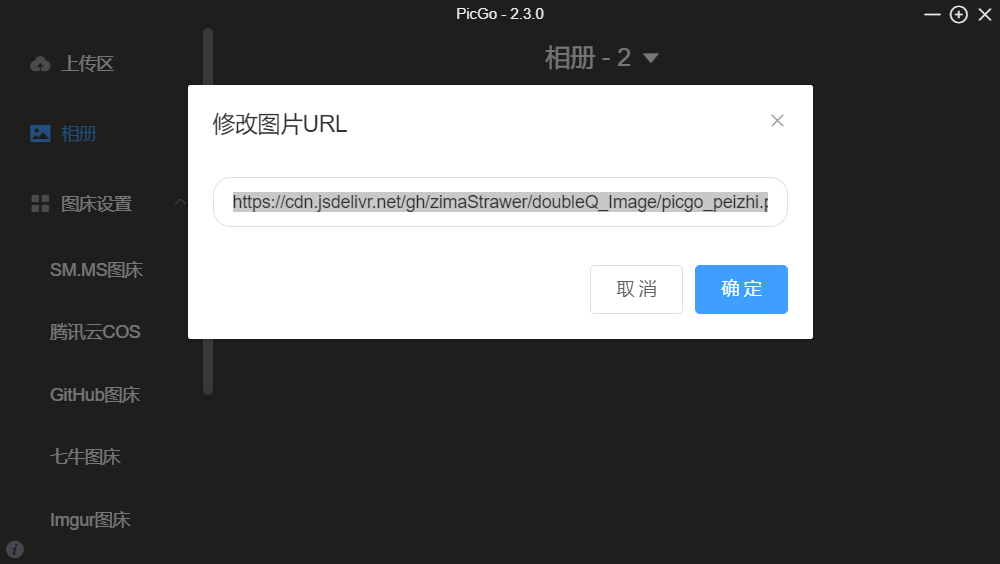 PicGo - 2.3.0
上传区
相册 - 2
相册
修改图片URL
图床设置
https://cdn.jsdelivr.net/gh/zimaStrawer/doubleQ_Image/picgo_peizhi.p
取消
确定
SM.MS图床
腾讯云COS
GitHub图床
七牛图床
Imgur图床